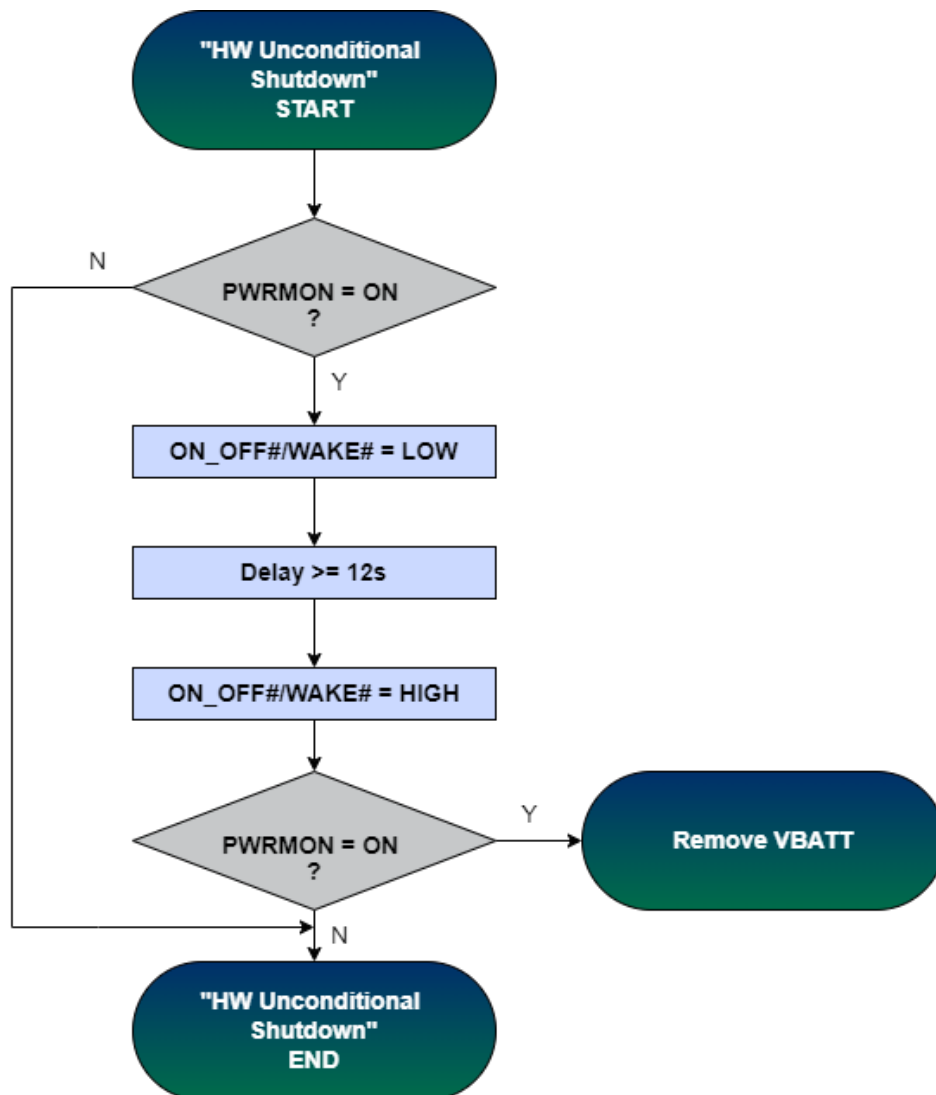 "HW Unconditional
Shutdown"
START
N
PWRMON = ON
?
Y
ON_OFF#/WAKE# = LOW
Delay >= 12s
ON_OFF#/WAKE# = HIGH
PWRMON = ON
?
Y
Remove VBATT
N
"HW Unconditional
Shutdown"
END